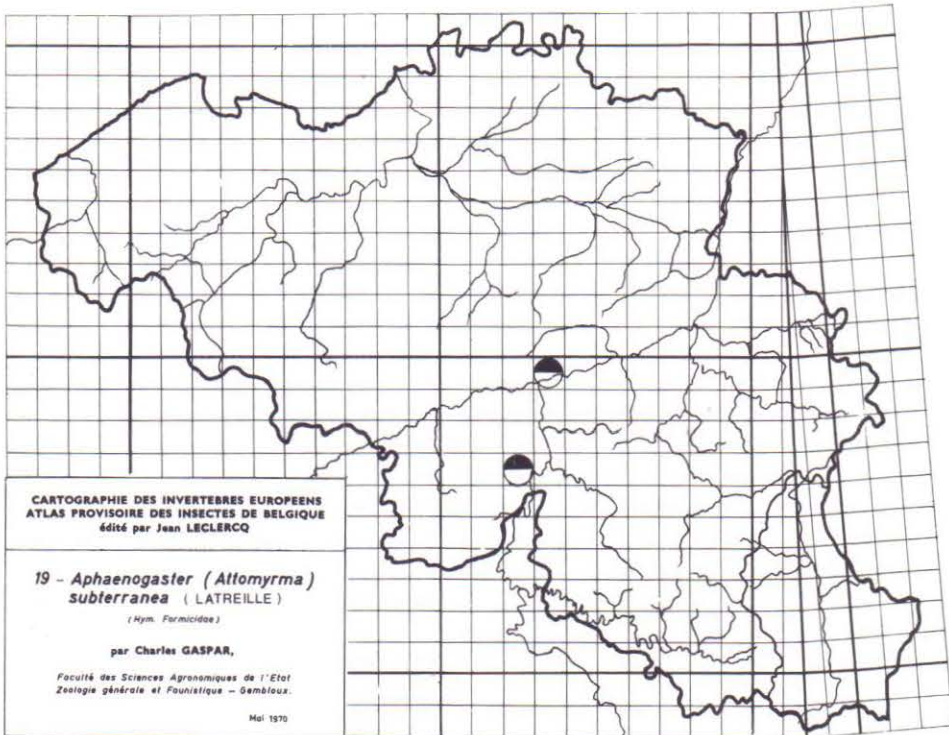 CARTOGRAPHIE DES INVERTEBRES EUROPEENS
ATLAS PROVISOIRE DES INSECTES DE BELGIQUE
édité par Jean LECLERCQ
19 - Aphaenogaster (Attomyrma)
subterranea (LATREILLE)
(Hym. Formicidae)
par Charles GASPAR,
Faculté des Sciences Agronomiques de l'Etat
Zoologie générale et Faunistique - Gembloux.
Mai 1970